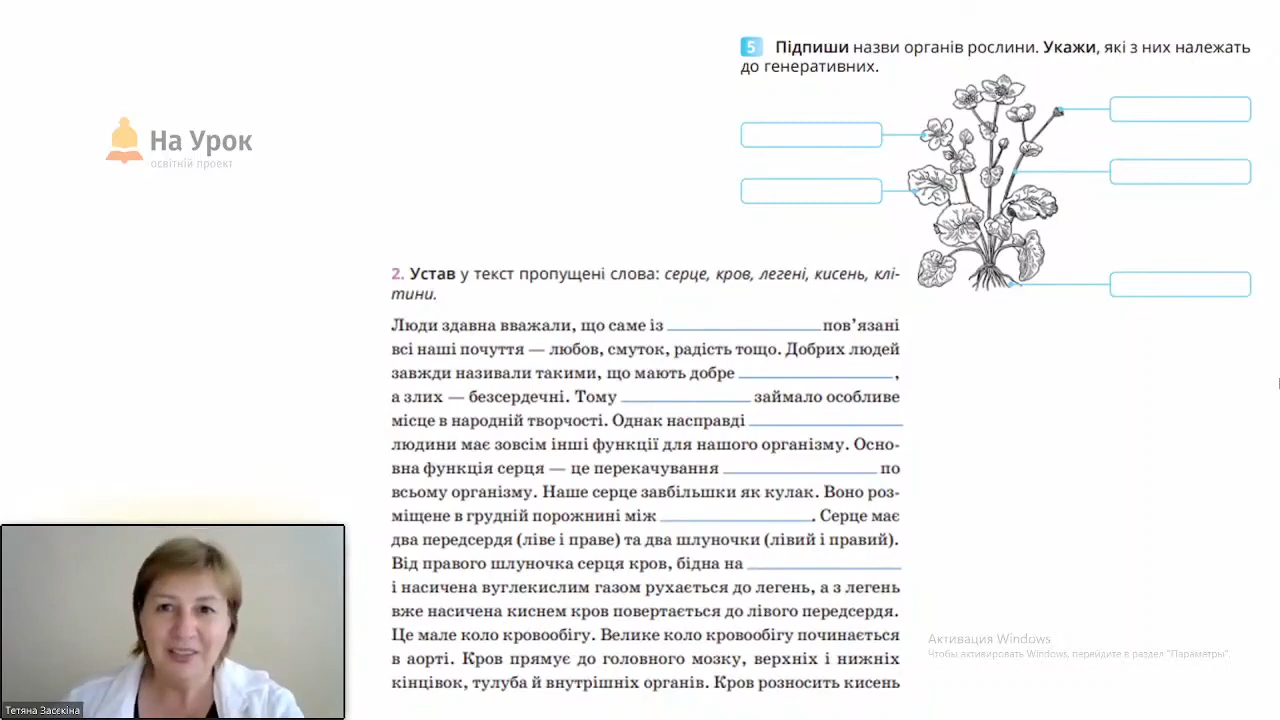 5 Підпиши назви органів рослини. Укажи, які з них належать
до генеративних.
На Урок
освітній проект
2. Устав у текст пропущені слова: серце, кров, легені, кисень, клі-
тини.
Люди здавна вважали, що саме із ____ пов’язані
всі наші почуття — любов, смуток, радість тощо. Добрих людей
завжди називали такими, що мають добре ____,
а злих — безсердечні. Тому ____ займало особливе
місце в народній творчості. Однак насправді ____
людини має зовсім інші функції для нашого організму. Осно-
вна функція серця — це перекачування ____ по
всьому організму. Наше серце завбільшки як кулак. Воно роз-
міщене в грудній порожнині між ____. Серце має
два передсердя (ліве і праве) та два шлуночки (лівий і правий).
Від правого шлуночка серця кров, бідна на ____
і насичена вуглекислим газом рухається до легень, а з легень
вже насичена киснем кров повертається до лівого передсердя.
Це мале коло кровообігу. Велике коло кровообігу починається
в аорті. Кров прямує до головного мозку, верхніх і нижніх
кінцівок, тулуба й внутрішніх органів. Кров розносить кисень
Активация Windows
Чтобы активировать Windows, перейдите в раздел "Параметры".
Тетяна Засєкіна